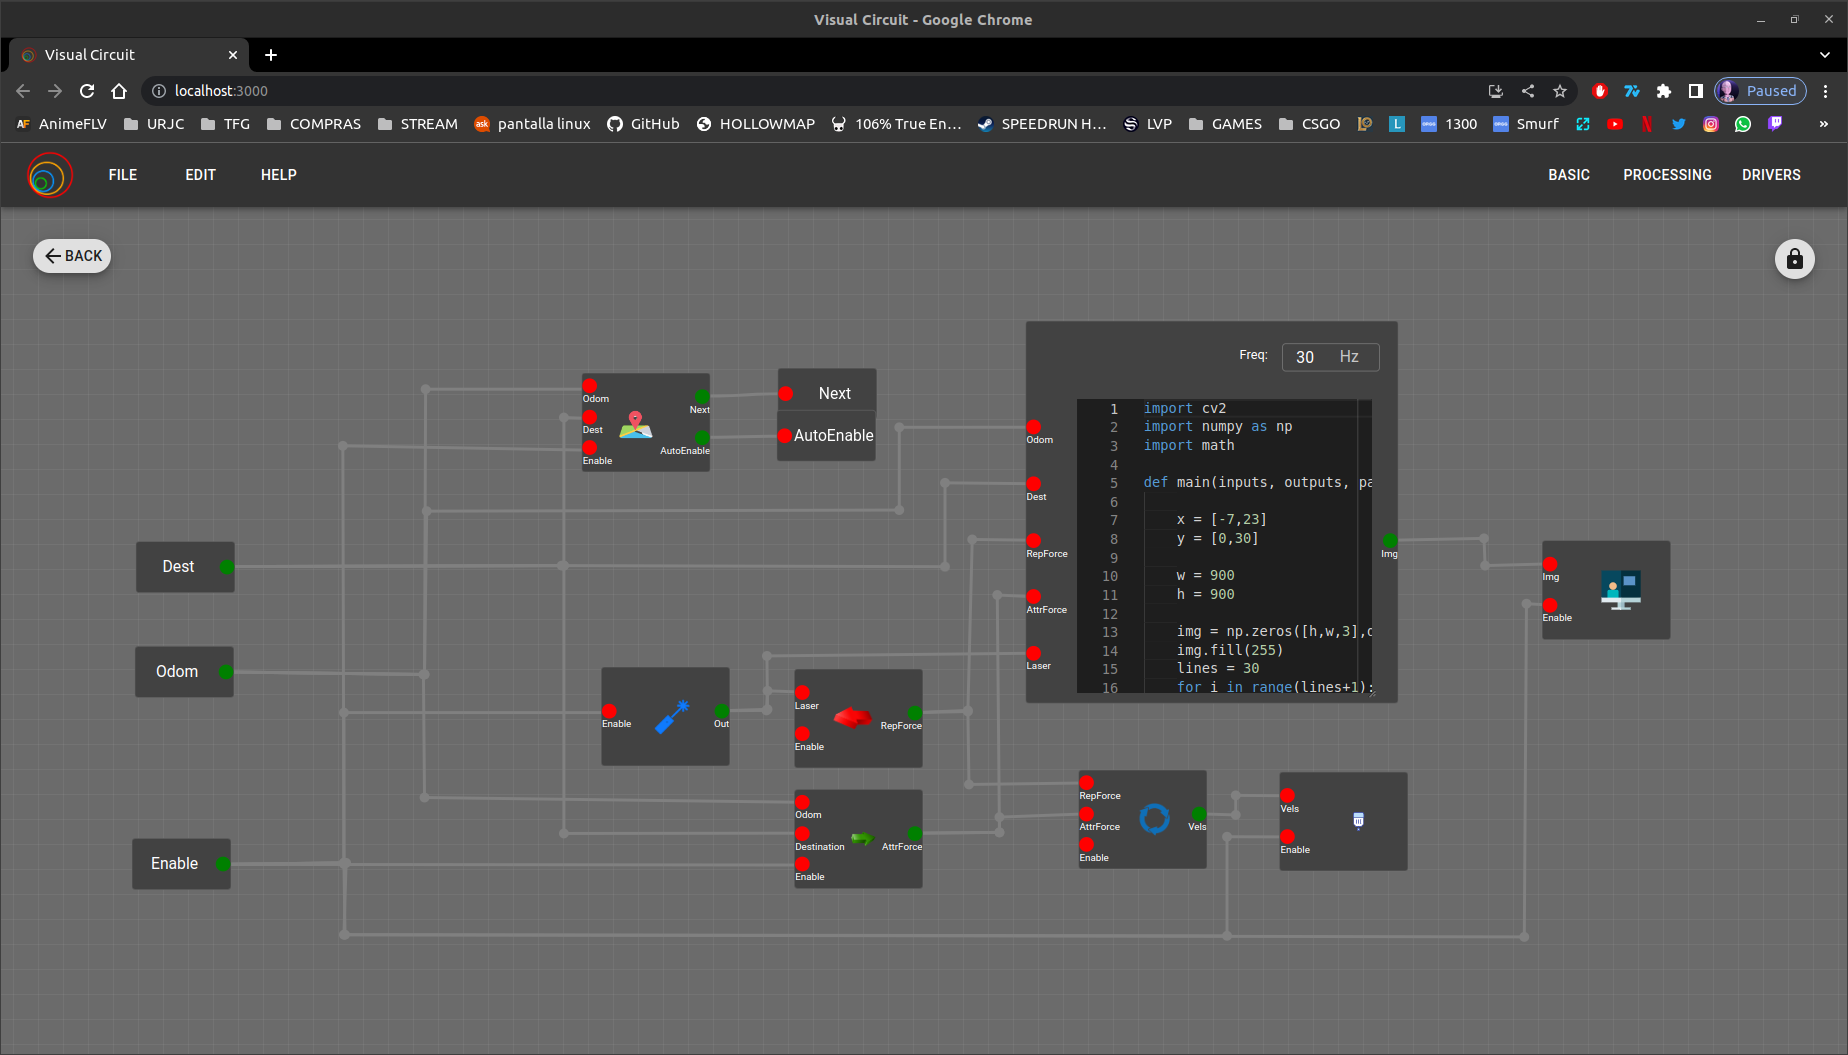 Visual Circuit - Google Chrome
Visual Circuit
localhost:3000
Paused
AF AnimeFLV URJC TFG COMPRAS STREAM ask pantalla linux GitHub HOLLOWMAP 106% True En... SPEEDRUN H... LVP GAMES CSGO L 1300 Smurf »
FILE EDIT HELP BASIC PROCESSING DRIVERS
BACK
Freq: 30 Hz
Odom
Dest
Enable
Next
AutoEnable
Next
AutoEnable
Odom
Dest
RepForce
AttrForce
Laser
1 import cv2
2 import numpy as np
3 import math
4
5 def main(inputs, outputs, pa
6
7 x = [-7,23]
8 y = [0,30]
9
10 w = 900
11 h = 900
12
13 img = np.zeros([h,w,3],
14 img.fill(255)
15 lines = 30
16 for i in range(lines+1):
Img
Img
Enable
Dest
Odom
Enable
Enable
Out
Laser
Enable
RepForce
Odom
Destination
Enable
AttrForce
RepForce
AttrForce
Enable
Vels
Vels
Enable